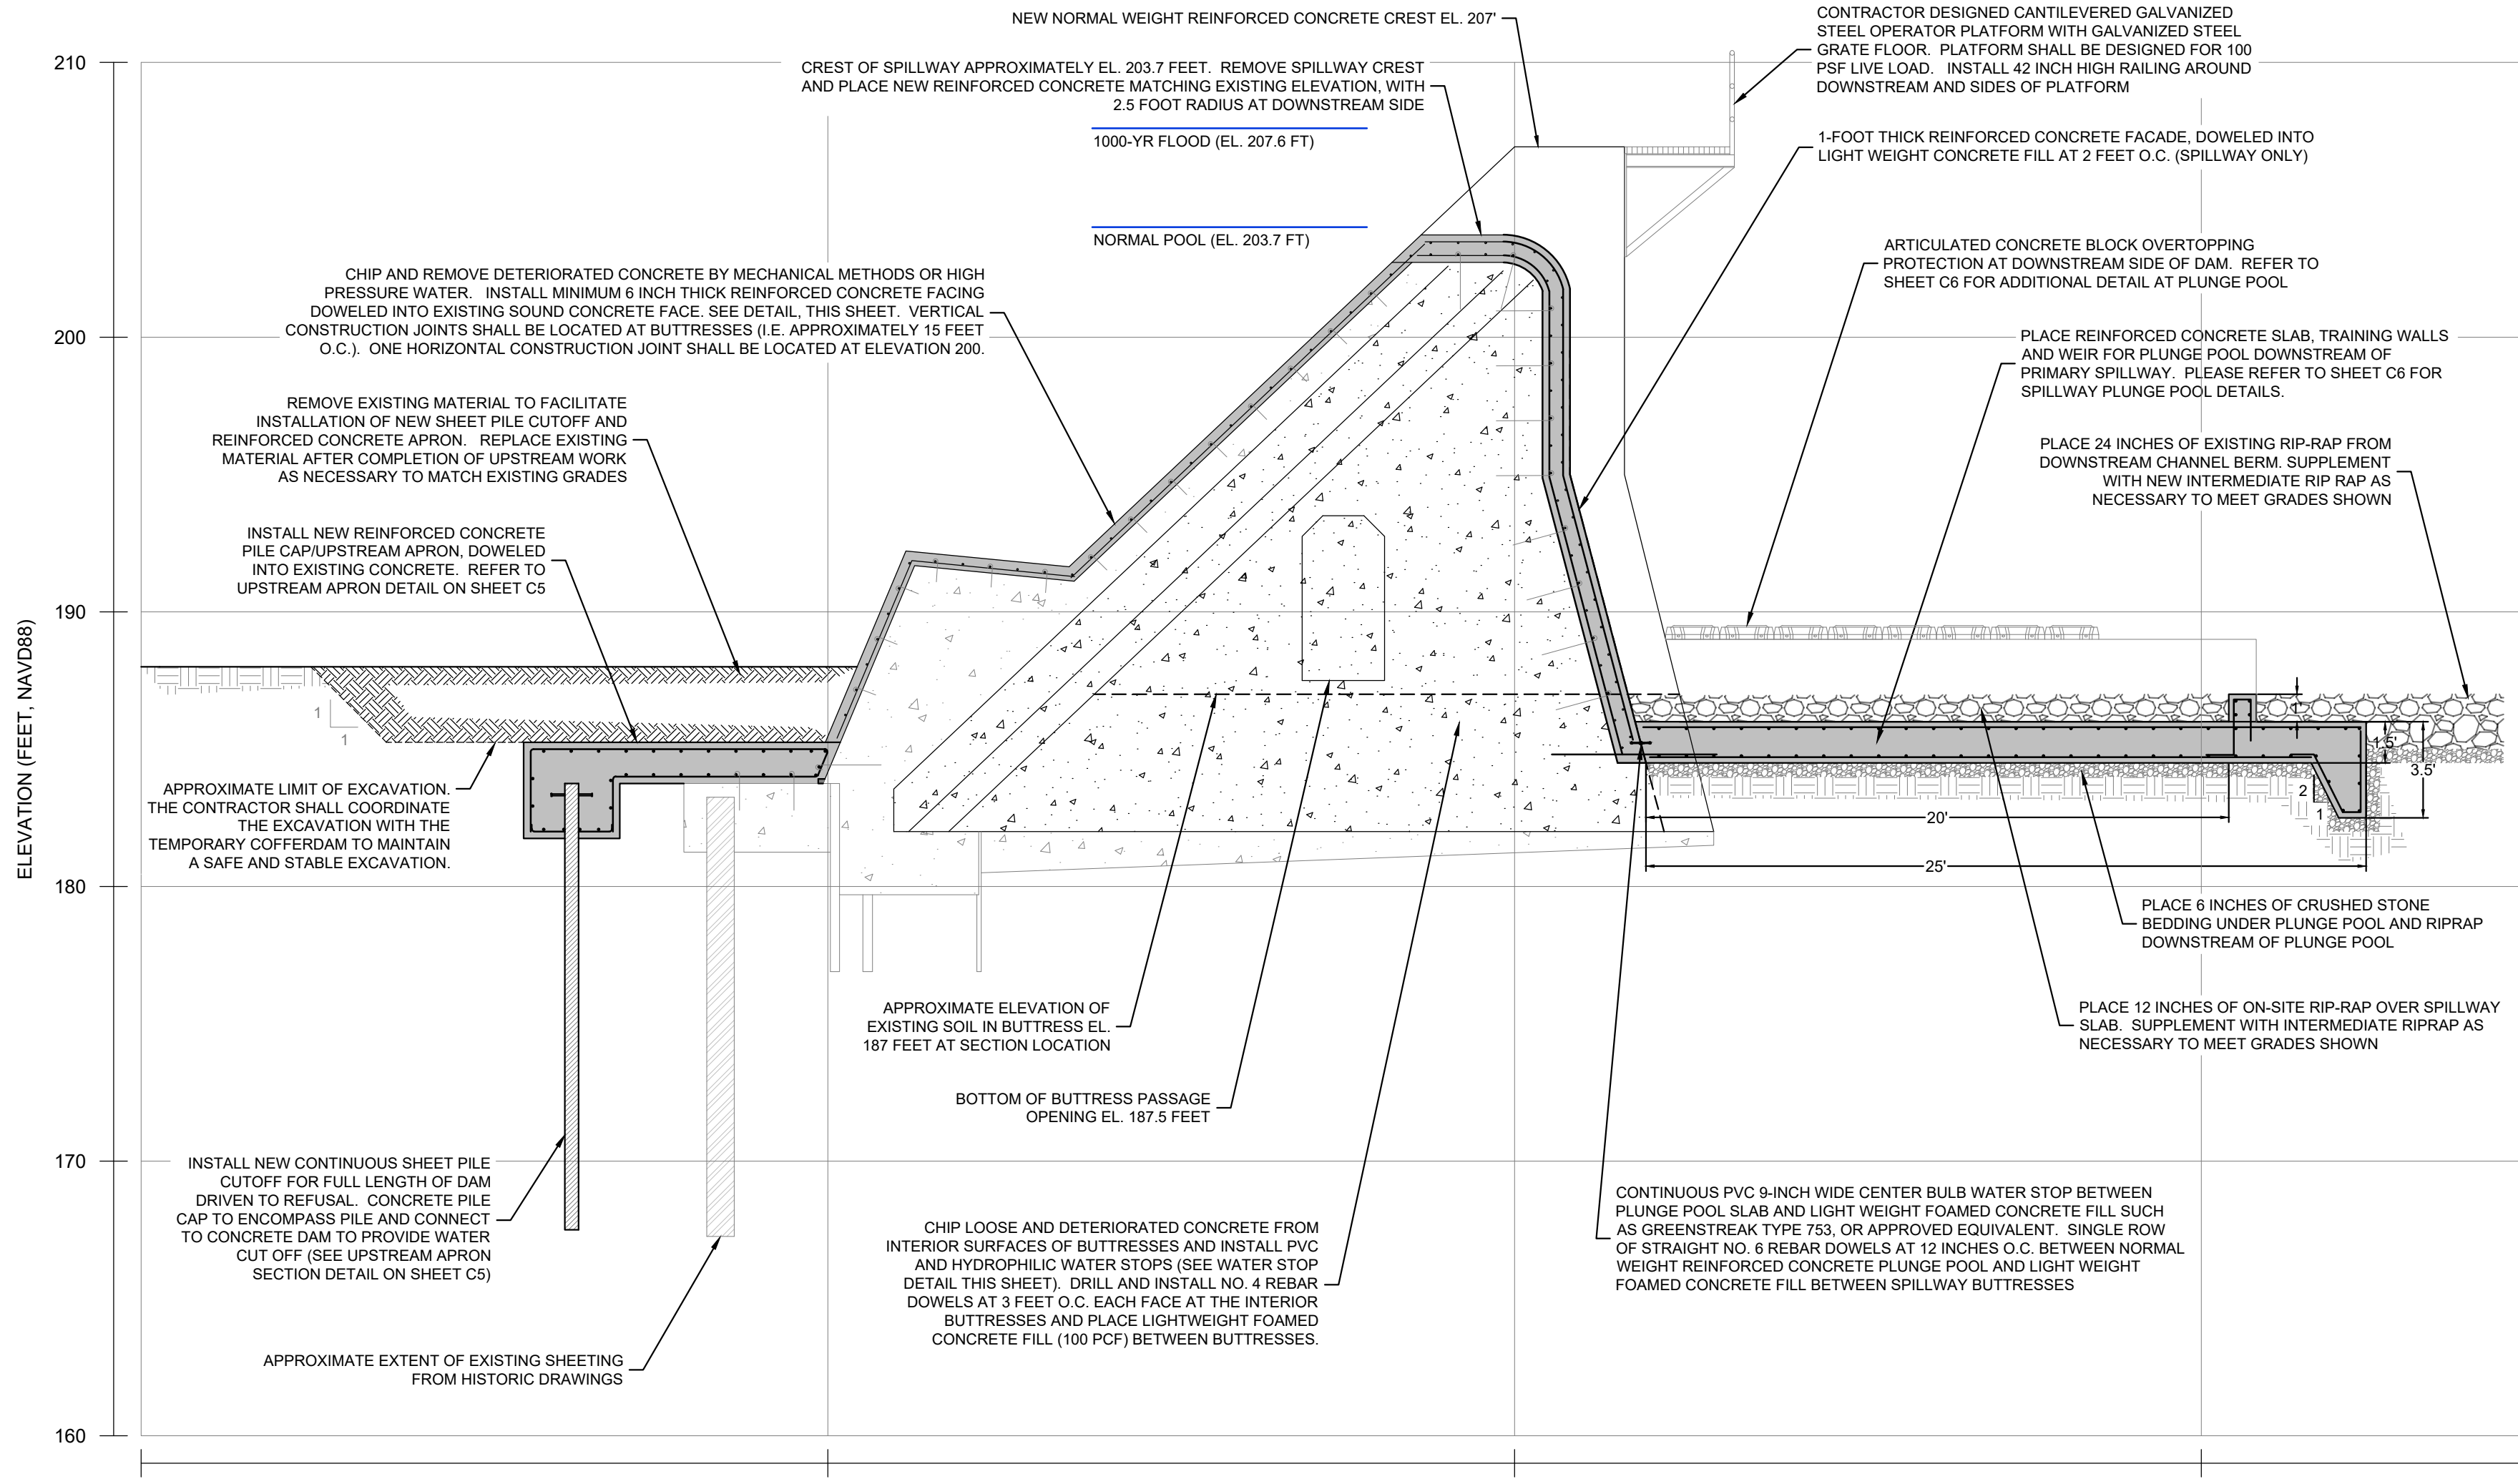 NEW NORMAL WEIGHT REINFORCED CONCRETE CREST EL. 207'
CREST OF SPILLWAY APPROXIMATELY EL. 203.7 FEET. REMOVE SPILLWAY CREST
AND PLACE NEW REINFORCED CONCRETE MATCHING EXISTING ELEVATION, WITH
2.5 FOOT RADIUS AT DOWNSTREAM SIDE
1000-YR FLOOD (EL. 207.6 FT)
NORMAL POOL (EL. 203.7 FT)
CONTRACTOR DESIGNED CANTILEVERED GALVANIZED
STEEL OPERATOR PLATFORM WITH GALVANIZED STEEL
GRATE FLOOR. PLATFORM SHALL BE DESIGNED FOR 100
PSF LIVE LOAD. INSTALL 42 INCH HIGH RAILING AROUND
DOWNSTREAM AND SIDES OF PLATFORM
1-FOOT THICK REINFORCED CONCRETE FACADE, DOWELED INTO
LIGHT WEIGHT CONCRETE FILL AT 2 FEET O.C. (SPILLWAY ONLY)
ARTICULATED CONCRETE BLOCK OVERTOPPING
PROTECTION AT DOWNSTREAM SIDE OF DAM. REFER TO
SHEET C6 FOR ADDITIONAL DETAIL AT PLUNGE POOL
PLACE REINFORCED CONCRETE SLAB, TRAINING WALLS
AND WEIR FOR PLUNGE POOL DOWNSTREAM OF
PRIMARY SPILLWAY. PLEASE REFER TO SHEET C6 FOR
SPILLWAY PLUNGE POOL DETAILS.
PLACE 24 INCHES OF EXISTING RIP-RAP FROM
DOWNSTREAM CHANNEL BERM. SUPPLEMENT
WITH NEW INTERMEDIATE RIP RAP AS
NECESSARY TO MEET GRADES SHOWN
CHIP AND REMOVE DETERIORATED CONCRETE BY MECHANICAL METHODS OR HIGH
PRESSURE WATER. INSTALL MINIMUM 6 INCH THICK REINFORCED CONCRETE FACING
DOWELED INTO EXISTING SOUND CONCRETE FACE. SEE DETAIL, THIS SHEET. VERTICAL
CONSTRUCTION JOINTS SHALL BE LOCATED AT BUTTRESSES (I.E. APPROXIMATELY 15 FEET
O.C.). ONE HORIZONTAL CONSTRUCTION JOINT SHALL BE LOCATED AT ELEVATION 200.
REMOVE EXISTING MATERIAL TO FACILITATE
INSTALLATION OF NEW SHEET PILE CUTOFF AND
REINFORCED CONCRETE APRON. REPLACE EXISTING
MATERIAL AFTER COMPLETION OF UPSTREAM WORK
AS NECESSARY TO MATCH EXISTING GRADES
INSTALL NEW REINFORCED CONCRETE
PILE CAP/UPSTREAM APRON, DOWELED
INTO EXISTING CONCRETE. REFER TO
UPSTREAM APRON DETAIL ON SHEET C5
1
1
APPROXIMATE LIMIT OF EXCAVATION.
THE CONTRACTOR SHALL COORDINATE
THE EXCAVATION WITH THE
TEMPORARY COFFERDAM TO MAINTAIN
A SAFE AND STABLE EXCAVATION.
ELEVATION (FEET, NAVD88)
210
200
190
180
170
160
1'
1.5'
3.5'
2
1
20'
25'
PLACE 6 INCHES OF CRUSHED STONE
BEDDING UNDER PLUNGE POOL AND RIPRAP
DOWNSTREAM OF PLUNGE POOL
PLACE 12 INCHES OF ON-SITE RIP-RAP OVER SPILLWAY
SLAB. SUPPLEMENT WITH INTERMEDIATE RIPRAP AS
NECESSARY TO MEET GRADES SHOWN
APPROXIMATE ELEVATION OF
EXISTING SOIL IN BUTTRESS EL.
187 FEET AT SECTION LOCATION
BOTTOM OF BUTTRESS PASSAGE
OPENING EL. 187.5 FEET
INSTALL NEW CONTINUOUS SHEET PILE
CUTOFF FOR FULL LENGTH OF DAM
DRIVEN TO REFUSAL. CONCRETE PILE
CAP TO ENCOMPASS PILE AND CONNECT
TO CONCRETE DAM TO PROVIDE WATER
CUT OFF (SEE UPSTREAM APRON
SECTION DETAIL ON SHEET C5)
APPROXIMATE EXTENT OF EXISTING SHEETING
FROM HISTORIC DRAWINGS
CHIP LOOSE AND DETERIORATED CONCRETE FROM
INTERIOR SURFACES OF BUTTRESSES AND INSTALL PVC
AND HYDROPHILIC WATER STOPS (SEE WATER STOP
DETAIL THIS SHEET). DRILL AND INSTALL NO. 4 REBAR
DOWELS AT 3 FEET O.C. EACH FACE AT THE INTERIOR
BUTTRESSES AND PLACE LIGHTWEIGHT FOAMED
CONCRETE FILL (100 PCF) BETWEEN BUTTRESSES.
CONTINUOUS PVC 9-INCH WIDE CENTER BULB WATER STOP BETWEEN
PLUNGE POOL SLAB AND LIGHT WEIGHT FOAMED CONCRETE FILL SUCH
AS GREENSTREAK TYPE 753, OR APPROVED EQUIVALENT. SINGLE ROW
OF STRAIGHT NO. 6 REBAR DOWELS AT 12 INCHES O.C. BETWEEN NORMAL
WEIGHT REINFORCED CONCRETE PLUNGE POOL AND LIGHT WEIGHT
FOAMED CONCRETE FILL BETWEEN SPILLWAY BUTTRESSES